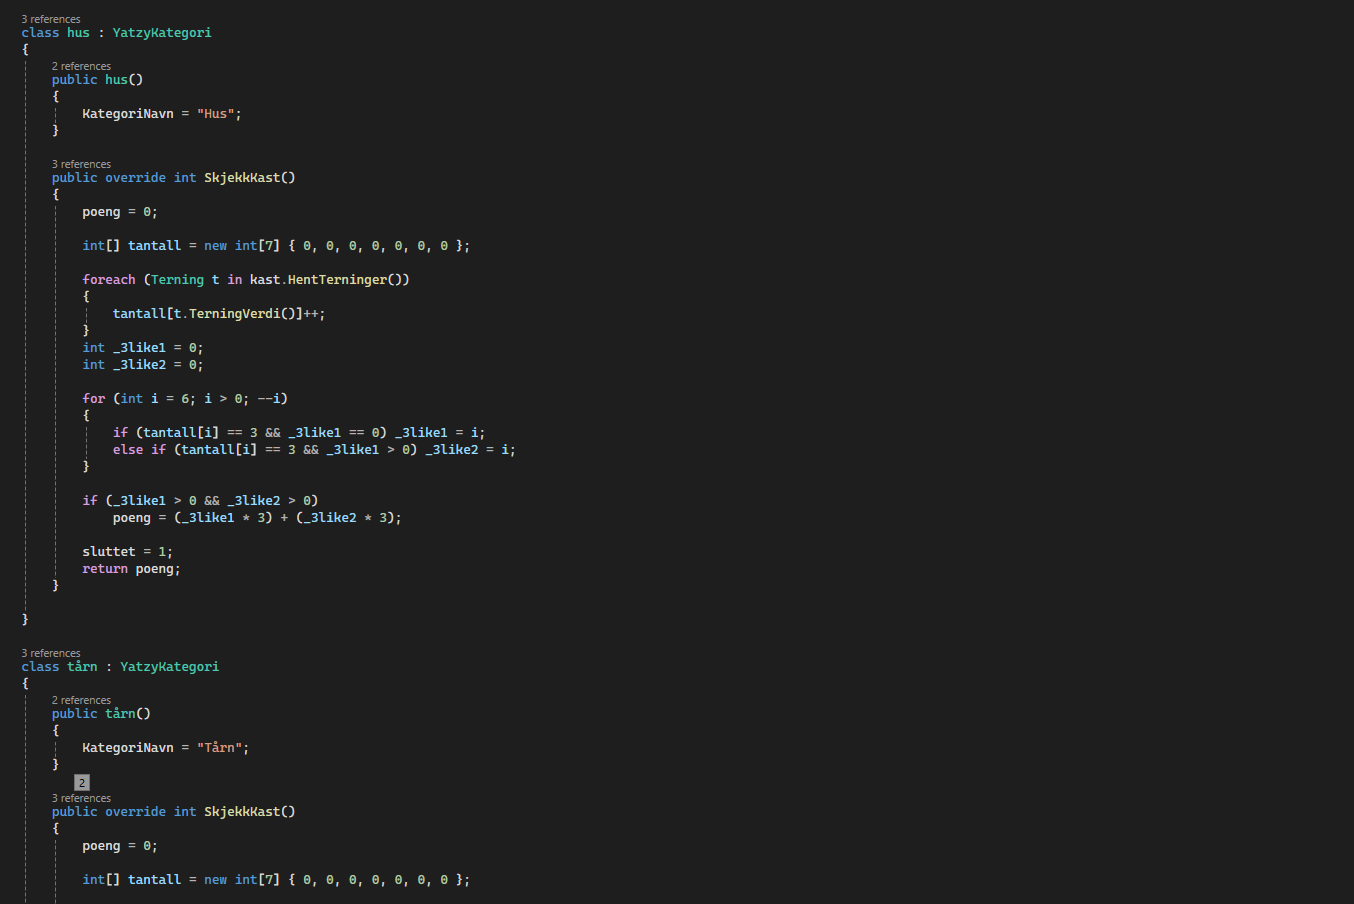 3 references
class hus : YatzyKategori
{
2 references
public hus()
{
KategoriNavn = "Hus";
}
3 references
public override int SkjekkKast()
{
poeng = 0;
int[] tantall = new int[7] { 0, 0, 0, 0, 0, 0, 0 };
foreach (Terning t in kast.HentTerninger())
{
tantall[t.TerningVerdi()]++;
}
int _3like1 = 0;
int _3like2 = 0;
for (int i = 6; i > 0; --i)
{
if (tantall[i] == 3 && _3like1 == 0) _3like1 = i;
else if (tantall[i] == 3 && _3like1 > 0) _3like2 = i;
}
if (_3like1 > 0 && _3like2 > 0)
poeng = (_3like1 * 3) + (_3like2 * 3);
sluttet = 1;
return poeng;
}
}
3 references
class tårn : YatzyKategori
{
2 references
public tårn()
{
KategoriNavn = "Tårn";
}
2
3 references
public override int SkjekkKast()
{
poeng = 0;
int[] tantall = new int[7] { 0, 0, 0, 0, 0, 0, 0 };